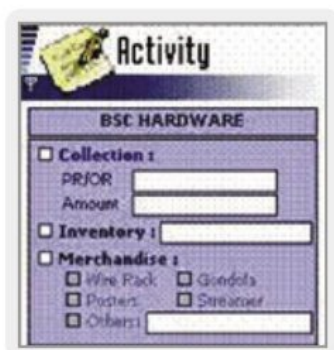 Activity
BSC HARDWARE
Collection :
PR/OR
Amount
Inventory :
Merchandise :
Wire Rack Gondola
Posters Streamer
Others: